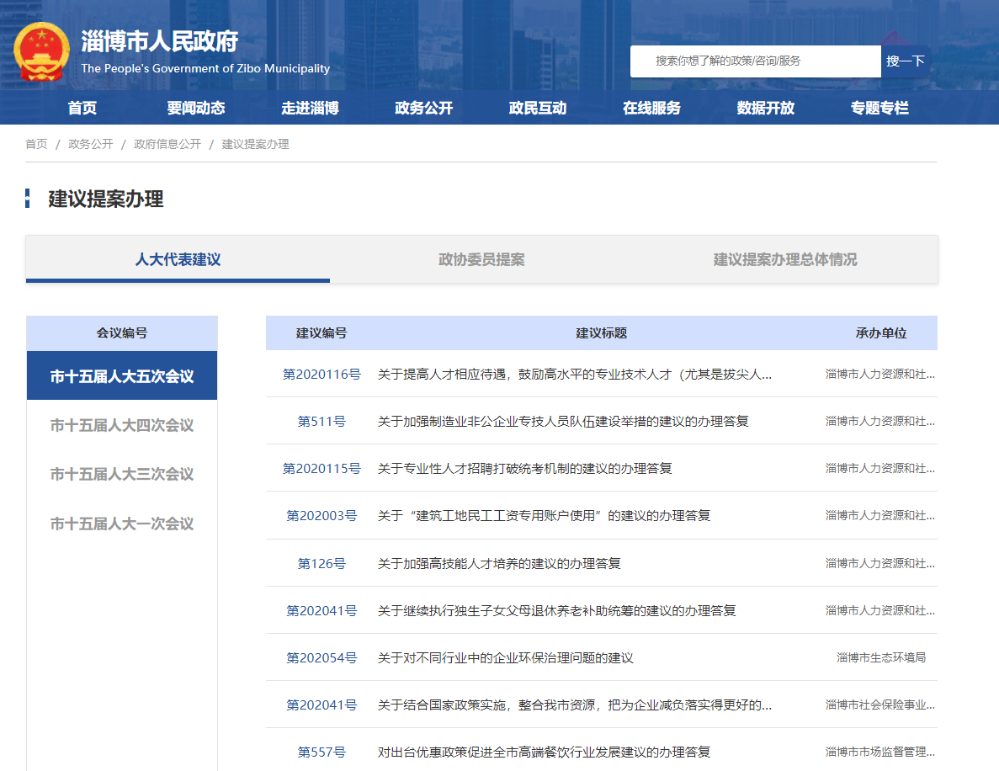 淄博市人民政府
The People's Government of Zibo Municipality
搜索你想了解的政策/咨询/服务 搜一下
首页 要闻动态 走进淄博 政务公开 政民互动 在线服务 数据开放 专题专栏
首页 / 政务公开 / 政府信息公开 / 建议提案办理
建议提案办理
人大代表建议 政协委员提案 建议提案办理总体情况
会议编号
市十五届人大五次会议
市十五届人大四次会议
市十五届人大三次会议
市十五届人大一次会议
建议编号 建议标题 承办单位
第2020116号 关于提高人才相应待遇，鼓励高水平的专业技术人才（尤其是拔尖人... 淄博市人力资源和社...
第511号 关于加强制造业非公企业专技人员队伍建设举措的建议的办理答复 淄博市人力资源和社...
第2020115号 关于专业性人才招聘打破统考机制的建议的办理答复 淄博市人力资源和社...
第202003号 关于“建筑工地民工工资专用账户使用”的建议的办理答复 淄博市人力资源和社...
第126号 关于加强高技能人才培养的建议的办理答复 淄博市人力资源和社...
第202041号 关于继续执行独生子女父母退休养老补助统筹的建议的办理答复 淄博市人力资源和社...
第202054号 关于对不同行业中的企业环保治理问题的建议 淄博市生态环境局
第202041号 关于结合国家政策实施，整合我市资源，把为企业减负落实得更好的... 淄博市社会保险事业...
第557号 对出台优惠政策促进全市高端餐饮行业发展建议的办理答复 淄博市市场监督管理...